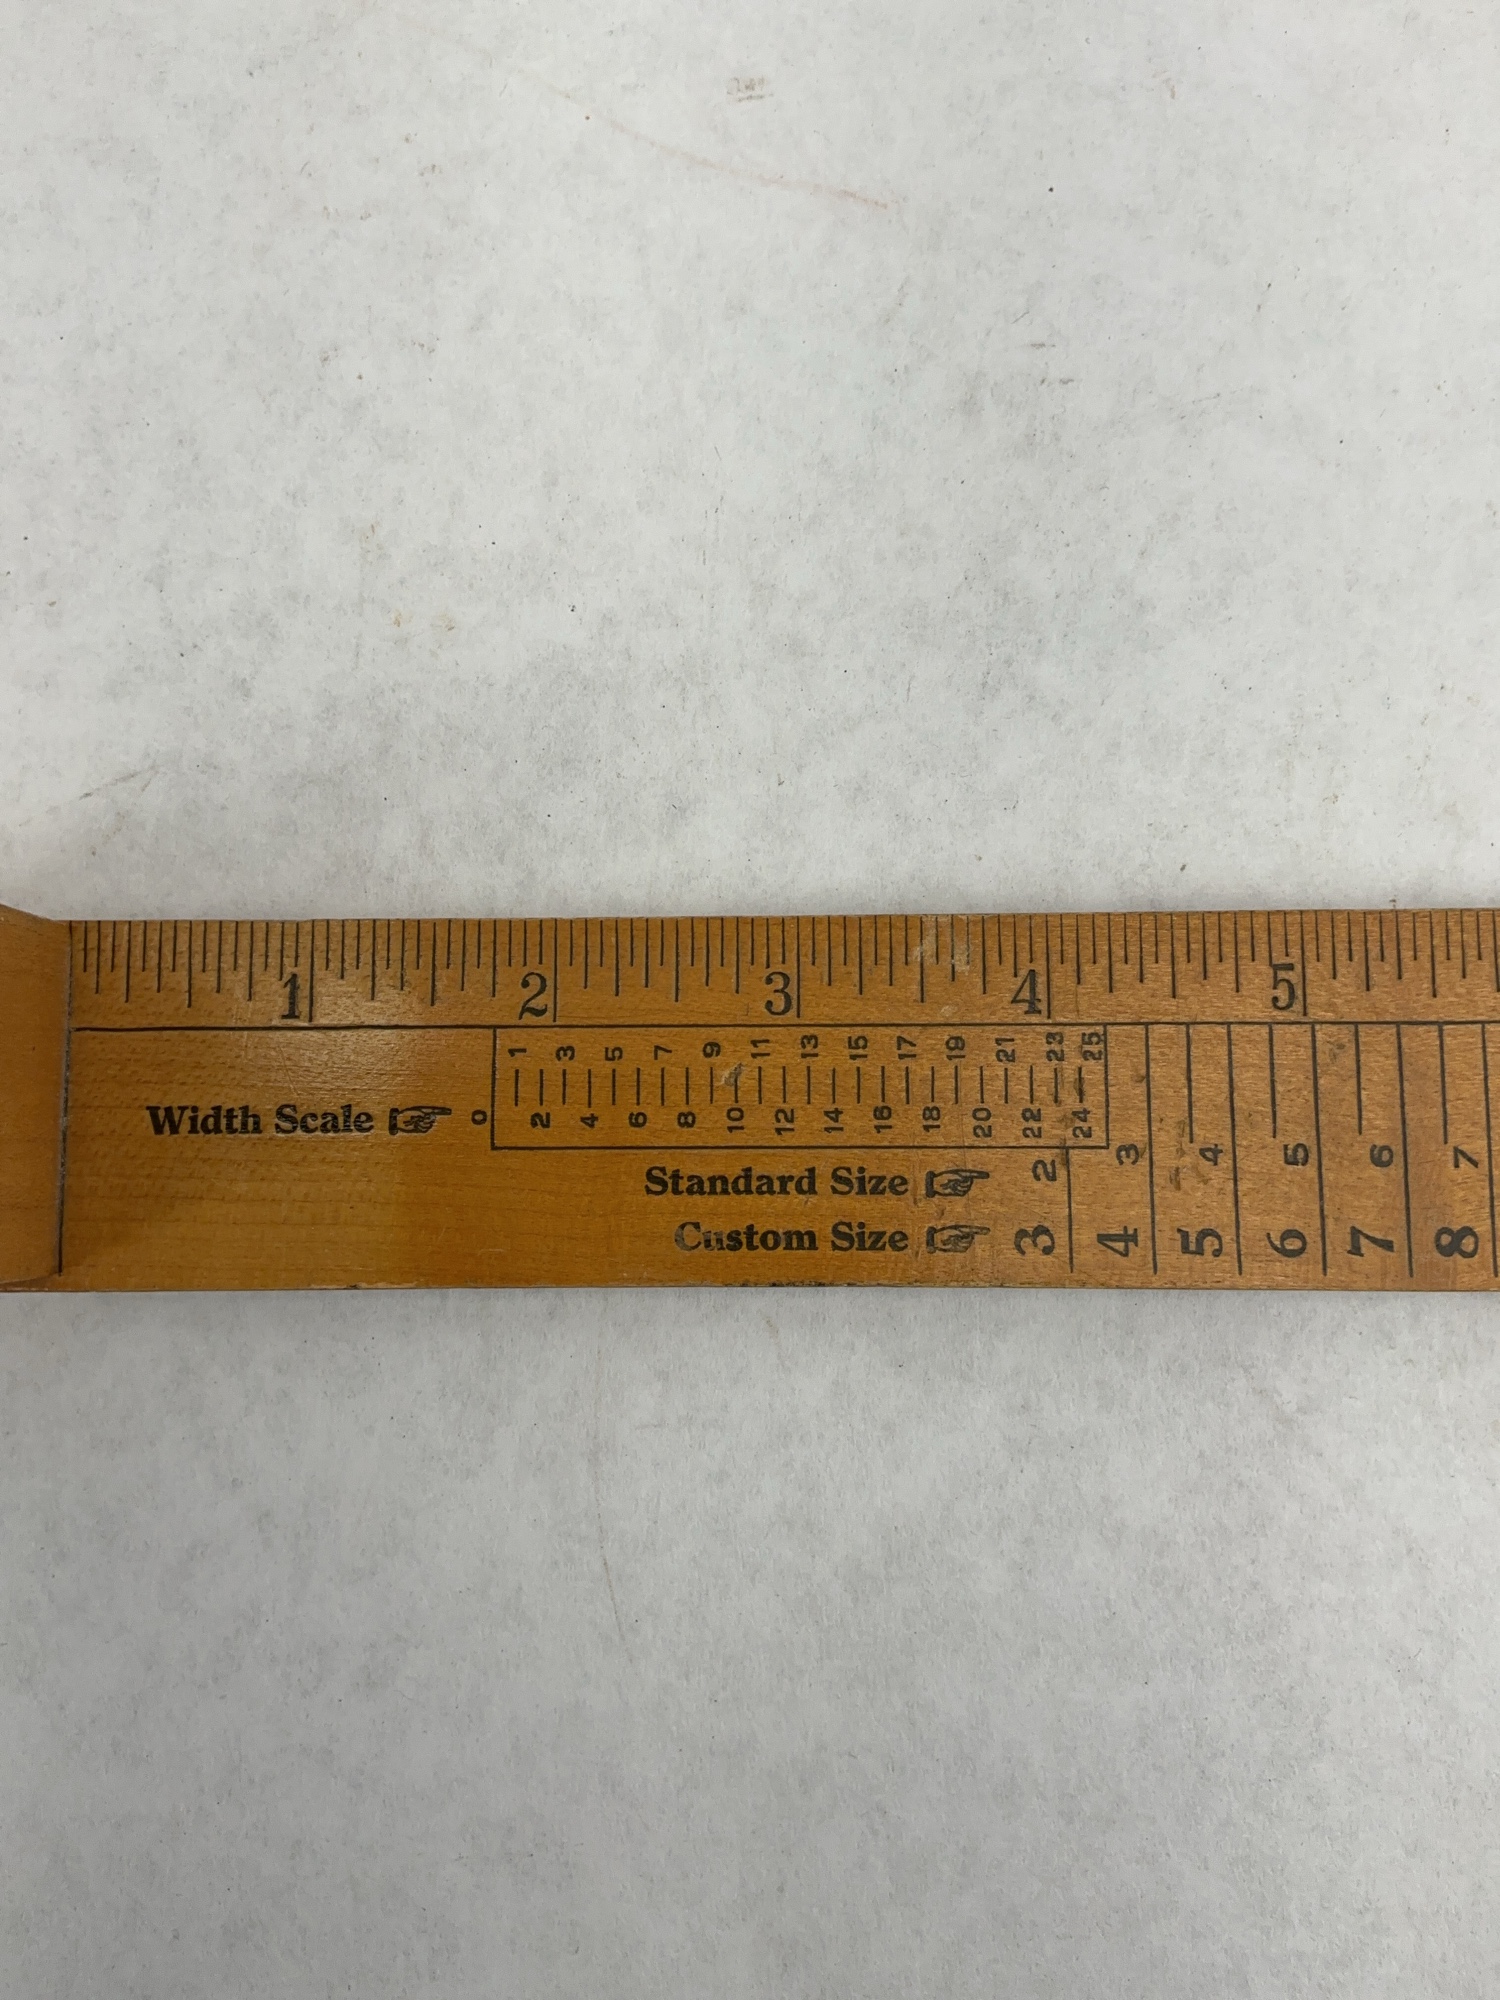 1 2 3 4 5
1 3 5 7 9 11 13 15 17 19 21 23 25
Width Scale 0 2 4 6 8 10 12 14 16 18 20 22 24
Standard Size 2 3 4 5 6 7
Custom Size 3 4 5 6 7 8